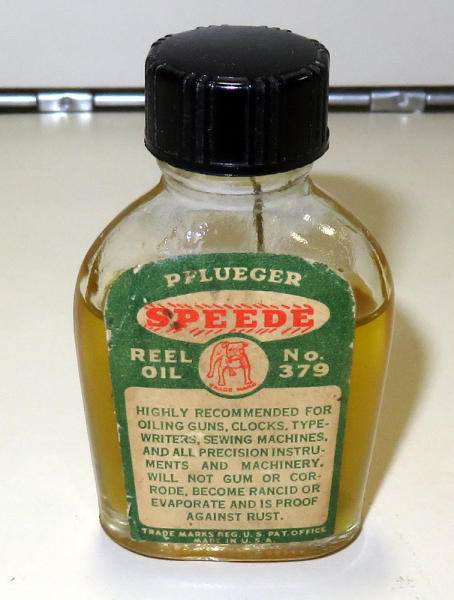 PFLUEGER
SPEEDE
REEL OIL
No. 379
TRADE MARK
HIGHLY RECOMMENDED FOR
OILING GUNS, CLOCKS, TYPE-
WRITERS, SEWING MACHINES,
AND ALL PRECISION INSTRU-
MENTS AND MACHINERY.
WILL NOT GUM OR COR-
RODE, BECOME RANCID OR
EVAPORATE AND IS PROOF
AGAINST RUST.
TRADE MARKS REG. U.S. PAT. OFFICE
MADE IN U.S.A.